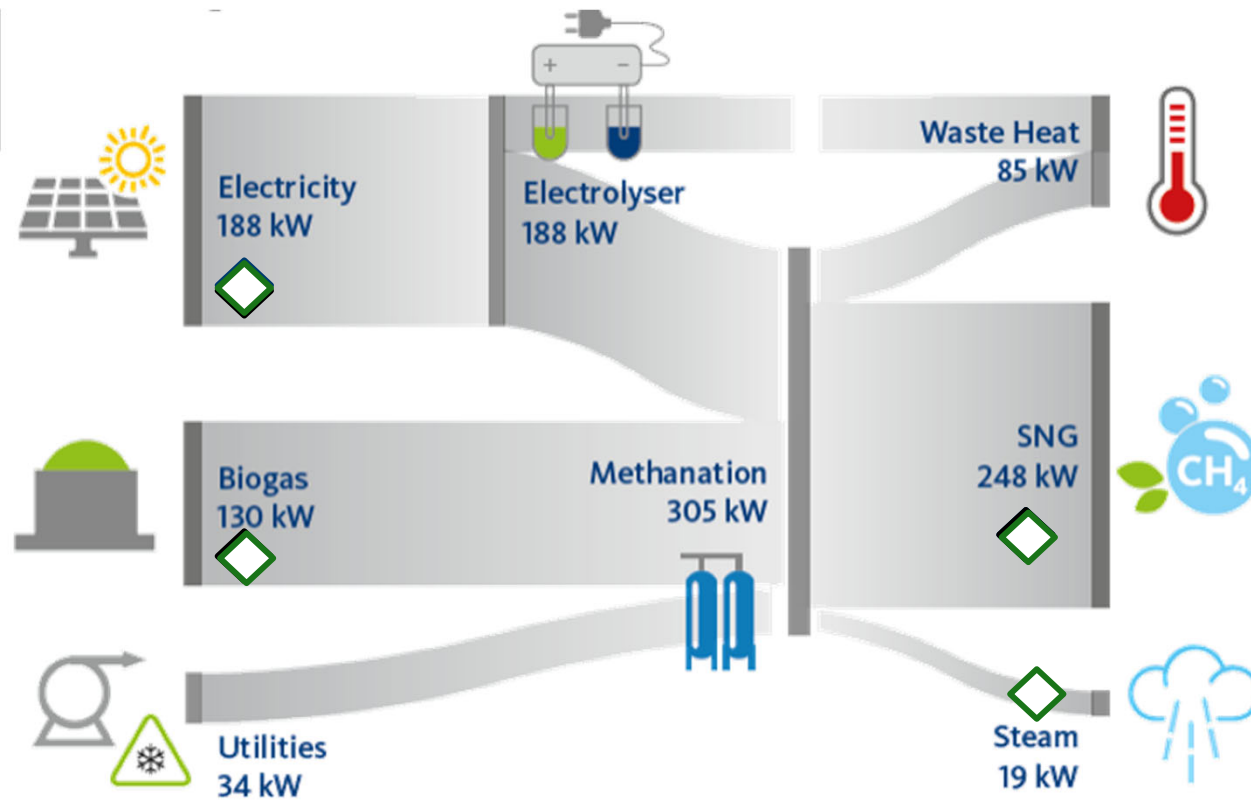 + −
Electricity
188 kW
Electrolyser
188 kW
Waste Heat
85 kW
Biogas
130 kW
Methanation
305 kW
SNG
248 kW
CH4
Utilities
34 kW
Steam
19 kW